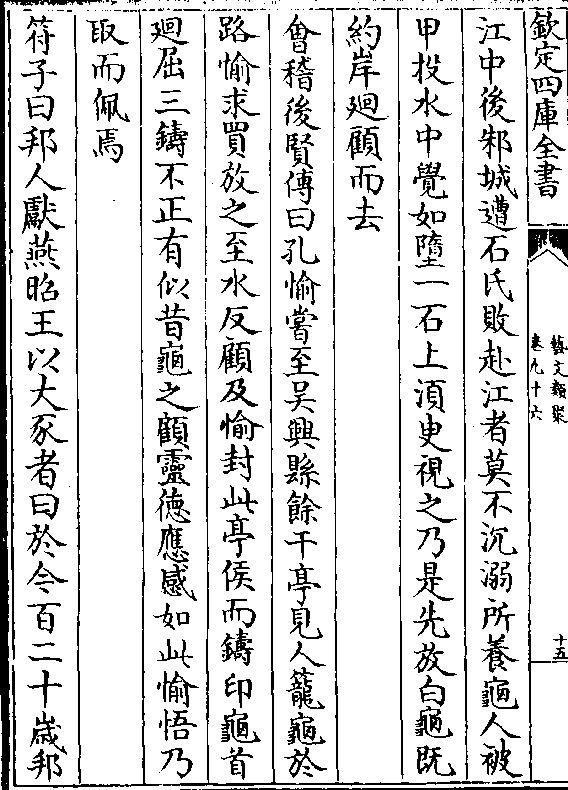 欽定四庫全書
藝文類聚
卷九十六
十五
江中後邾城遭石氏敗赴江者莫不沉溺所養龜人被
甲投水中覺如墮一石上湏臾視之乃是先放白龜既
約岸廻顧而去
㑹稽後賢傳曰孔愉嘗至吳興縣餘干亭見人籠龜於
路愉求買放之至水反顧及愉封此亭侯而鑄印龜首
廻屈三鑄不正有似昔龜之顧靈徳應感如此愉悟乃
取而佩焉
符子曰邦人獻燕昭王以大豕者曰於今百二十歲邦